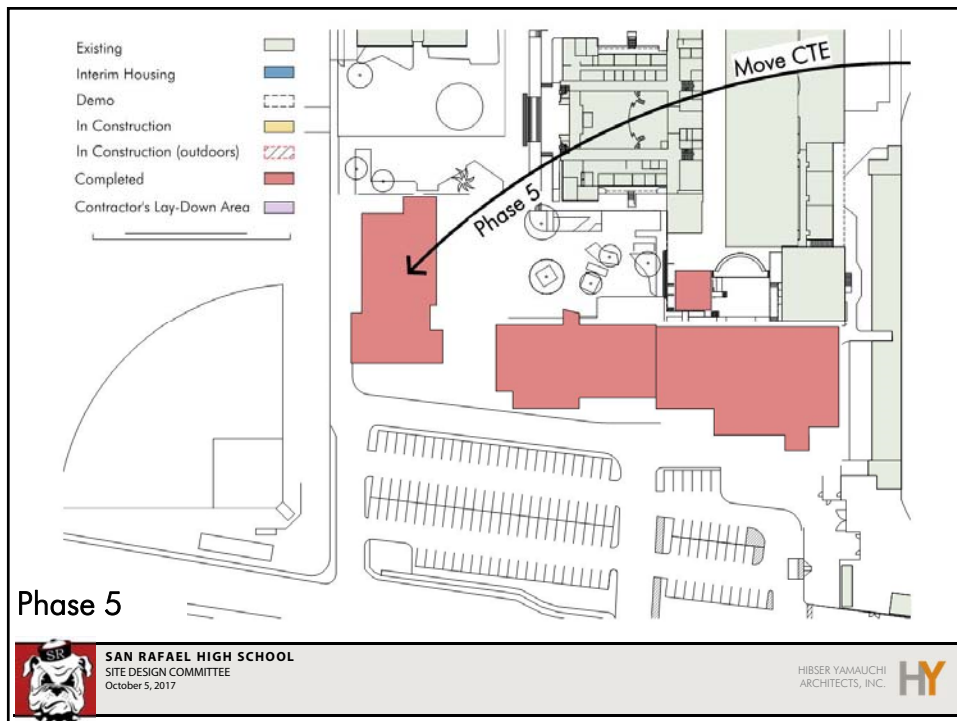 Existing
Interim Housing
Demo
In Construction
In Construction (outdoors)
Completed
Contractor's Lay-Down Area
Move CTE
Phase 5
Phase 5
SR
SAN RAFAEL HIGH SCHOOL
SITE DESIGN COMMITTEE
October 5, 2017
HIBSER YAMAUCHI
ARCHITECTS, INC.
HY